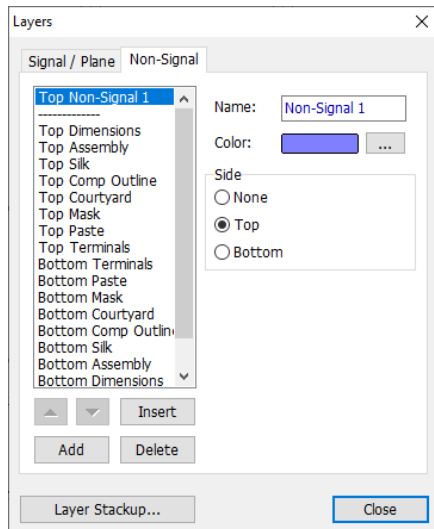 Layers
Signal / Plane
Non-Signal
Top Non-Signal 1
-------------
Top Dimensions
Top Assembly
Top Silk
Top Comp Outline
Top Courtyard
Top Mask
Top Paste
Top Terminals
Bottom Terminals
Bottom Paste
Bottom Mask
Bottom Courtyard
Bottom Comp Outlin
Bottom Silk
Bottom Assembly
Bottom Dimensions
Name: Non-Signal 1
Color: ...
Side
None
Top
Bottom
Insert
Add
Delete
Layer Stackup...
Close